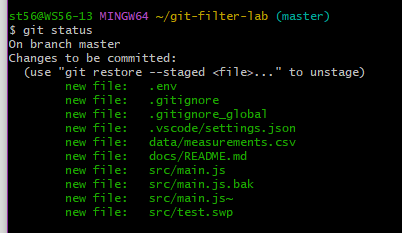 st56@WS56-13 MINGW64 ~/git-filter-lab (master)
$ git status
On branch master
Changes to be committed:
  (use "git restore --staged <file>..." to unstage)
        new file:   .env
        new file:   .gitignore
        new file:   .gitignore_global
        new file:   .vscode/settings.json
        new file:   data/measurements.csv
        new file:   docs/README.md
        new file:   src/main.js
        new file:   src/main.js.bak
        new file:   src/main.js~
        new file:   src/test.swp